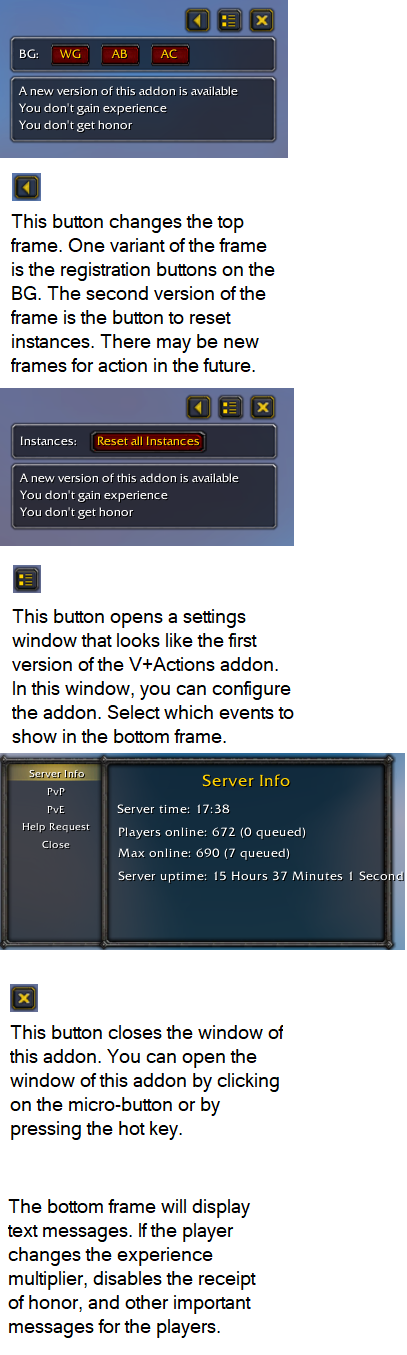 BG: WG AB AC
A new version of this addon is available
You don't gain experience
You don't get honor
This button changes the top
frame. One variant of the frame
is the registration buttons on the
BG. The second version of the
frame is the button to reset
instances. There may be new
frames for action in the future.
Instances: Reset all Instances
A new version of this addon is available
You don't gain experience
You don't get honor
This button opens a settings
window that looks like the first
version of the V+Actions addon.
In this window, you can configure
the addon. Select which events to
show in the bottom frame.
Server Info
PvP
PvE
Help Request
Close
Server Info
Server time: 17:38
Players online: 672 (0 queued)
Max online: 690 (7 queued)
Server uptime: 15 Hours 37 Minutes 1 Second
This button closes the window of
this addon. You can open the
window of this addon by clicking
on the micro-button or by
pressing the hot key.
The bottom frame will display
text messages. If the player
changes the experience
multiplier, disables the receipt
of honor, and other important
messages for the players.